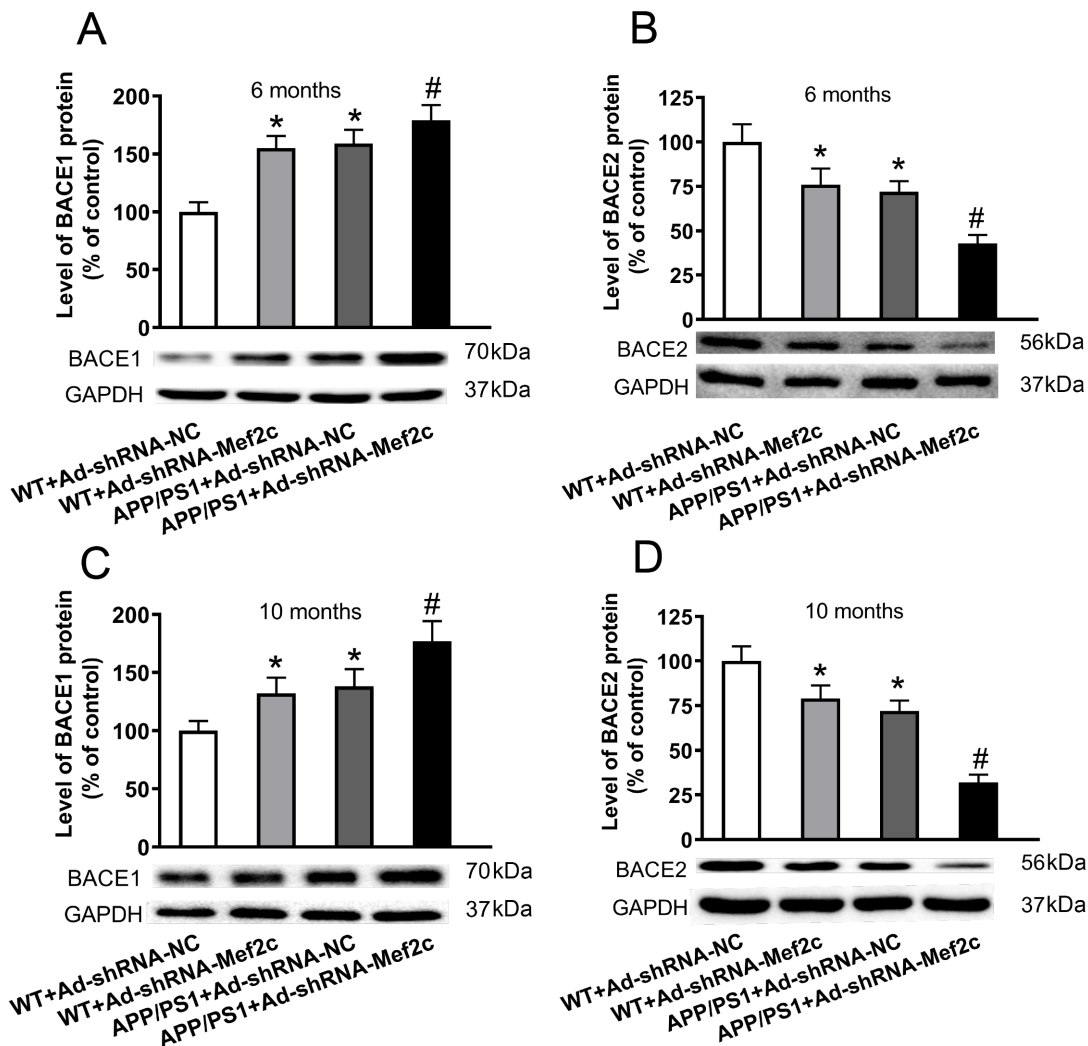 A
6 months
Level of BACE1 protein
(% of control)
200
150
100
50
0
*
*
#
BACE1
70kDa
GAPDH
37kDa
WT+Ad-shRNA-NC
WT+Ad-shRNA-Mef2c
APP/PS1+Ad-shRNA-NC
APP/PS1+Ad-shRNA-Mef2c
B
6 months
Level of BACE2 protein
(% of control)
125
100
75
50
25
0
*
*
#
BACE2
56kDa
GAPDH
37kDa
WT+Ad-shRNA-NC
WT+Ad-shRNA-Mef2c
APP/PS1+Ad-shRNA-NC
APP/PS1+Ad-shRNA-Mef2c
C
10 months
Level of BACE1 protein
(% of control)
200
150
100
50
0
*
*
#
BACE1
70kDa
GAPDH
37kDa
WT+Ad-shRNA-NC
WT+Ad-shRNA-Mef2c
APP/PS1+Ad-shRNA-NC
APP/PS1+Ad-shRNA-Mef2c
D
10 months
Level of BACE2 protein
(% of control)
125
100
75
50
25
0
*
*
#
BACE2
56kDa
GAPDH
37kDa
WT+Ad-shRNA-NC
WT+Ad-shRNA-Mef2c
APP/PS1+Ad-shRNA-NC
APP/PS1+Ad-shRNA-Mef2c